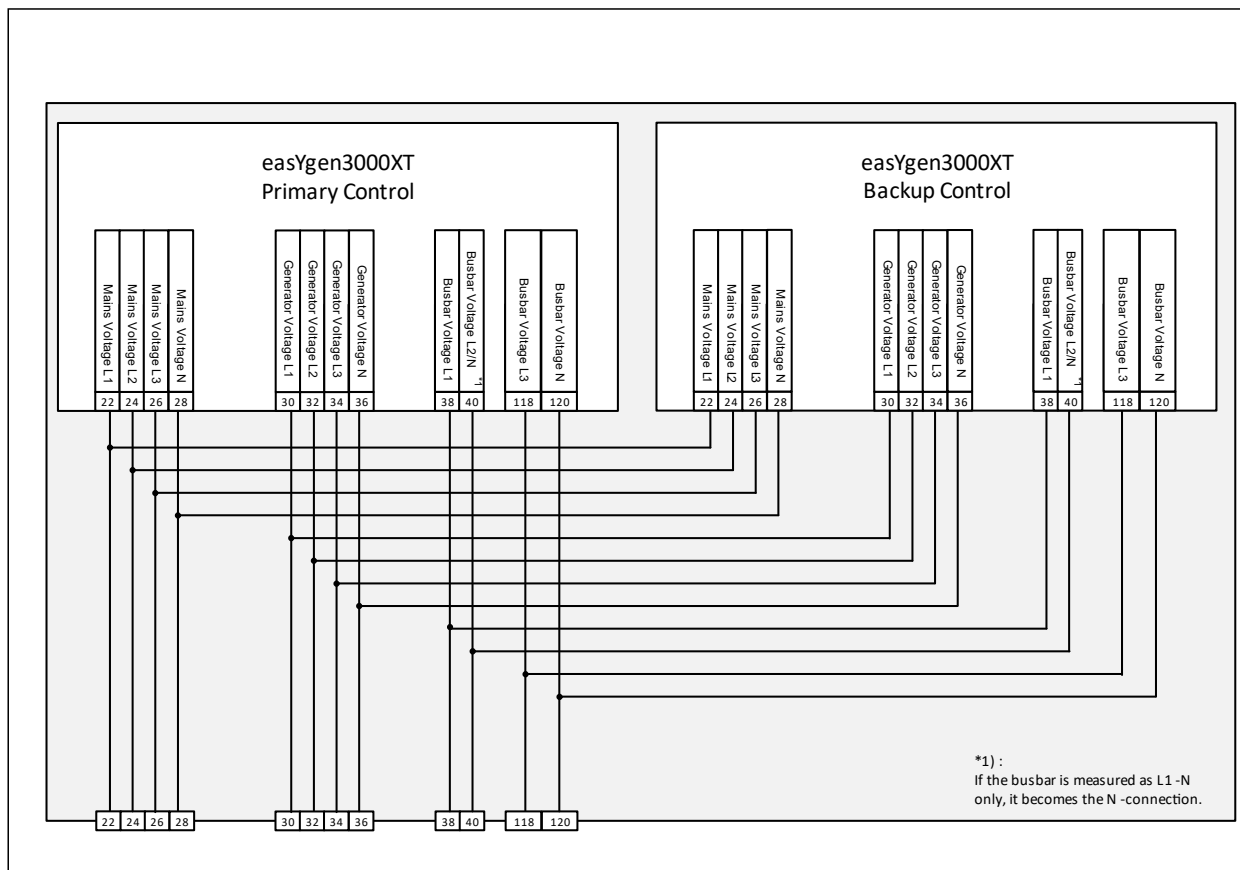 easYgen3000XT
Primary Control
Mains Voltage L1
Mains Voltage L2
Mains Voltage L3
Mains Voltage N
Generator Voltage L1
Generator Voltage L2
Generator Voltage L3
Generator Voltage N
Busbar Voltage L1
Busbar Voltage L2/N *1
Busbar Voltage L3
Busbar Voltage N
22 24 26 28 30 32 34 36 38 40 118 120
easYgen3000XT
Backup Control
Mains Voltage L1
Mains Voltage L2
Mains Voltage L3
Mains Voltage N
Generator Voltage L1
Generator Voltage L2
Generator Voltage L3
Generator Voltage N
Busbar Voltage L1
Busbar Voltage L2/N *1
Busbar Voltage L3
Busbar Voltage N
22 24 26 28 30 32 34 36 38 40 118 120
*1) :
If the busbar is measured as L1 -N
only, it becomes the N -connection.
22 24 26 28 30 32 34 36 38 40 118 120